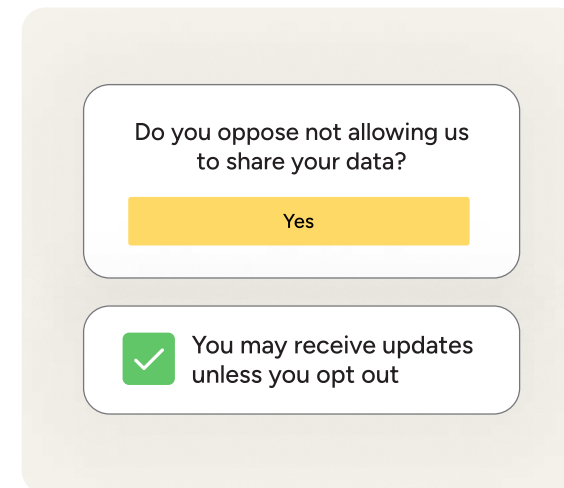 Do you oppose not allowing us
to share your data?
Yes
You may receive updates
unless you opt out